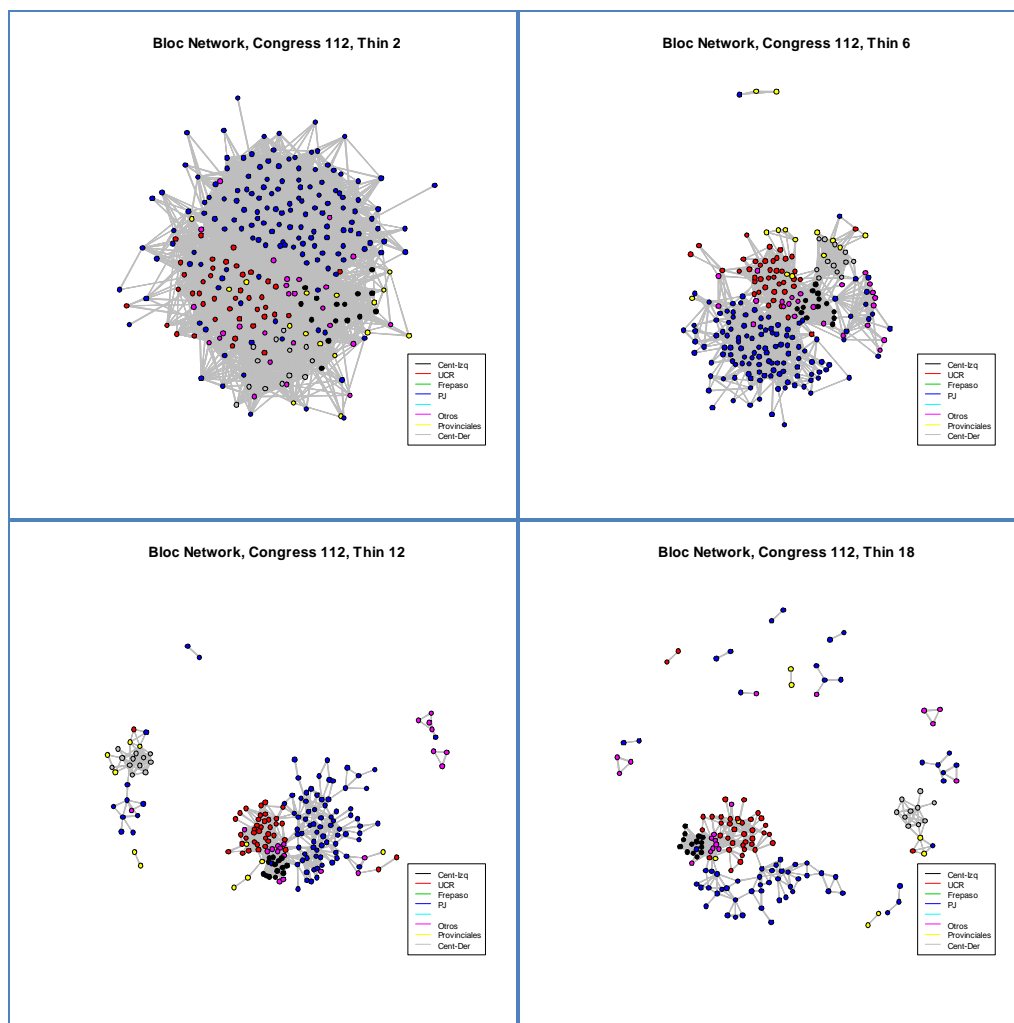 Bloc Network, Congress 112, Thin 2
Cent-Izq
UCR
Frepaso
PJ
Otros
Provinciales
Cent-Der
Bloc Network, Congress 112, Thin 6
Cent-Izq
UCR
Frepaso
PJ
Otros
Provinciales
Cent-Der
Bloc Network, Congress 112, Thin 12
Cent-Izq
UCR
Frepaso
PJ
Otros
Provinciales
Cent-Der
Bloc Network, Congress 112, Thin 18
Cent-Izq
UCR
Frepaso
PJ
Otros
Provinciales
Cent-Der